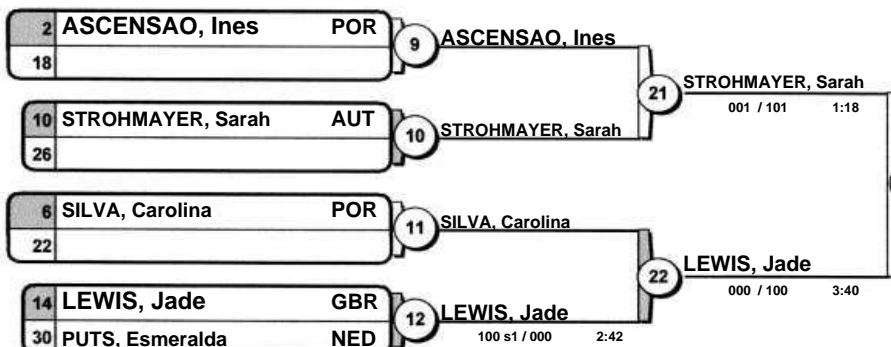 2 ASCENSAO, Ines POR
18
9 ASCENSAO, Ines
10 STROHMAYER, Sarah AUT
26
10 STROHMAYER, Sarah
21 STROHMAYER, Sarah
001 / 101 1:18
6 SILVA, Carolina POR
22
11 SILVA, Carolina
14 LEWIS, Jade GBR
30 PUTS, Esmeralda NED
12 LEWIS, Jade
100 s1 / 000 2:42
22 LEWIS, Jade
000 / 100 3:40